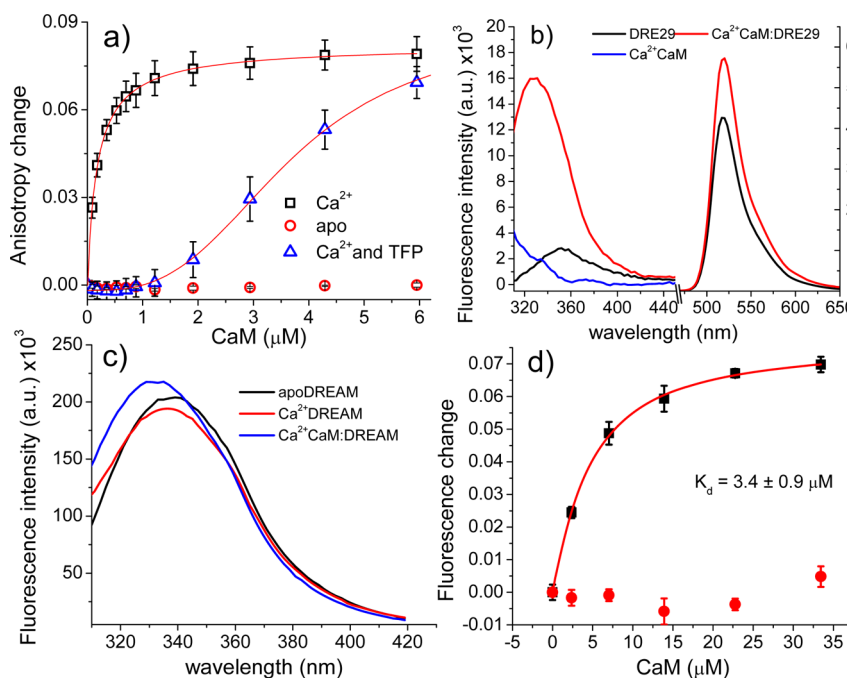 a)
0.09
0.06
0.03
0.00
Anisotropy change
Ca²⁺
apo
Ca²⁺ and TFP
0 1 2 3 4 5 6
CaM (μM)
b)
DRE29
Ca²⁺CaM:DRE29
Ca²⁺CaM
20
18
16
14
12
10
8
6
4
2
0
Fluorescence intensity (a.u.) x10³
350 400 450 500 550 600 650
wavelength (nm)
c)
250
200
150
100
50
Fluorescence intensity (a.u.) x10³
apoDREAM
Ca²⁺DREAM
Ca²⁺CaM:DREAM
320 340 360 380 400 420
wavelength (nm)
d)
0.07
0.06
0.05
0.04
0.03
0.02
0.01
0.00
-0.01
Fluorescence change
K_d = 3.4 ± 0.9 μM
-5 0 5 10 15 20 25 30 35
CaM (μM)